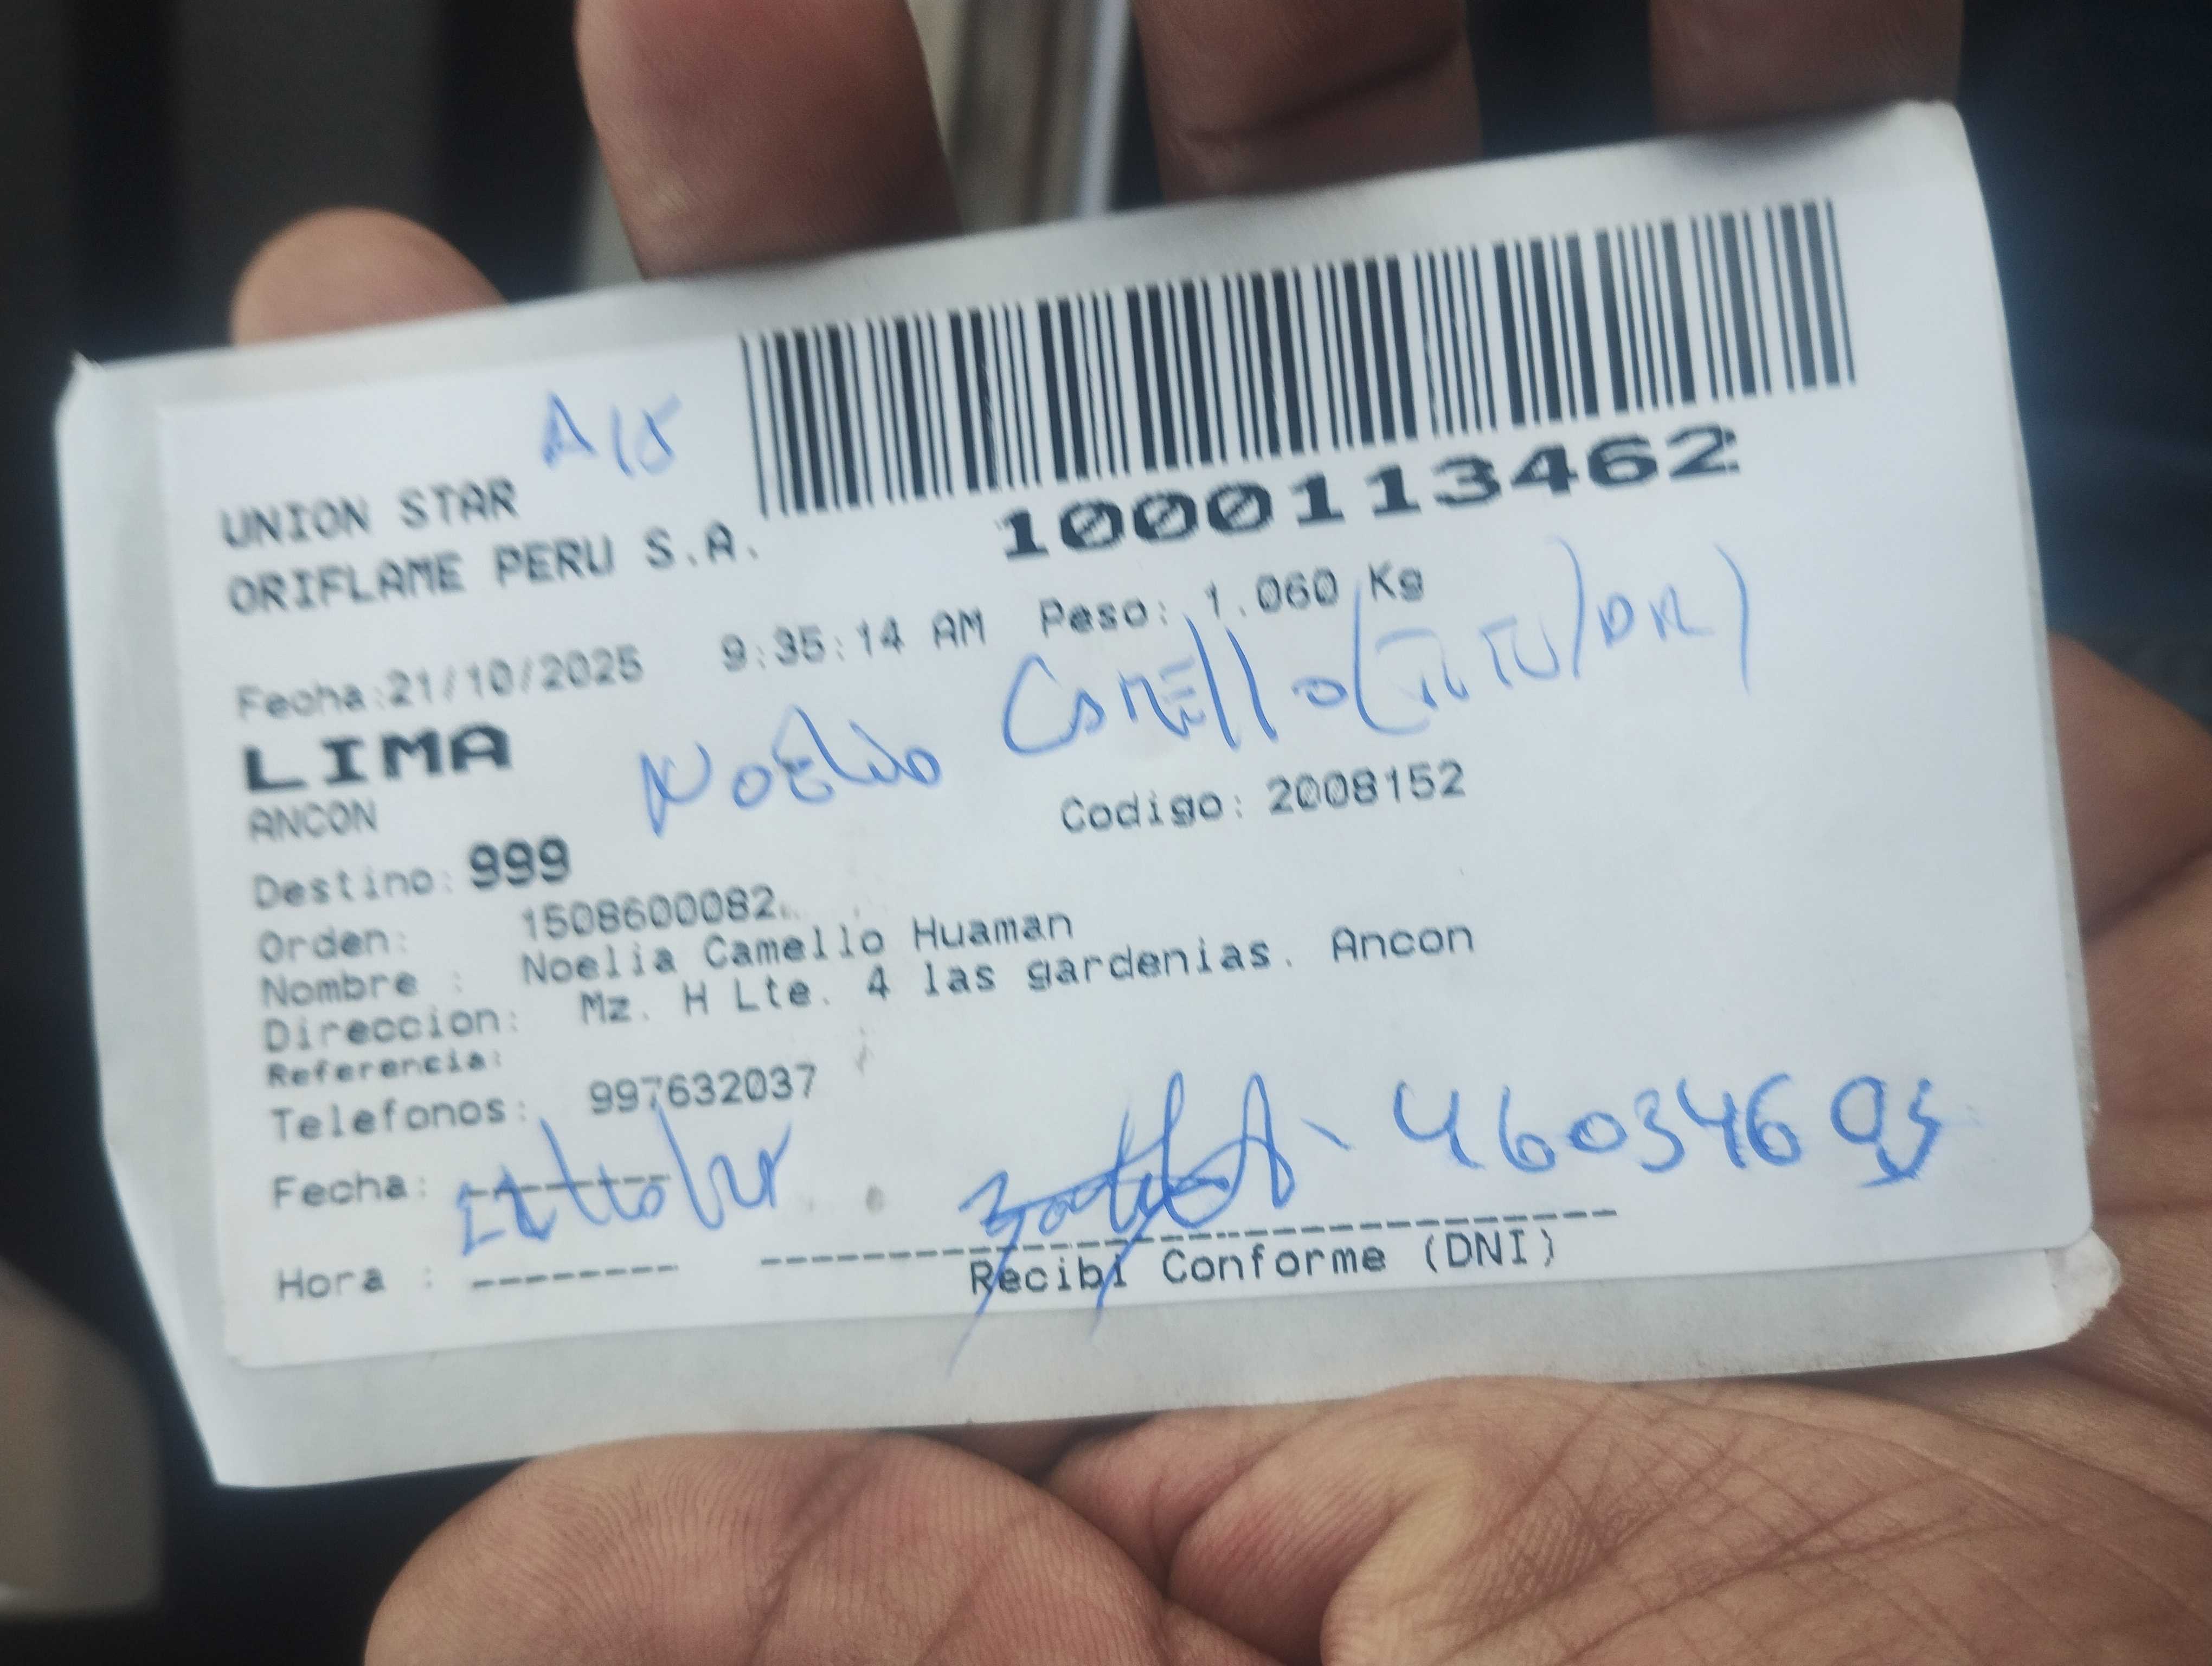 A15
UNION STAR
ORIFLAME PERU S.A.
1000113462
Fecha:21/10/2025 9:35:14 AM Peso: 1.060 Kg
LIMA
ANCON
Codigo: 2008152
Destino: 999
Orden: 1508600082
Nombre : Noelia Camello Huaman
Direccion: Mz. H Lte. 4 las gardenias. Ancon
Referencia:
Telefonos: 997632037
Fecha:
46034693
Hora :
Recibi Conforme (DNI)